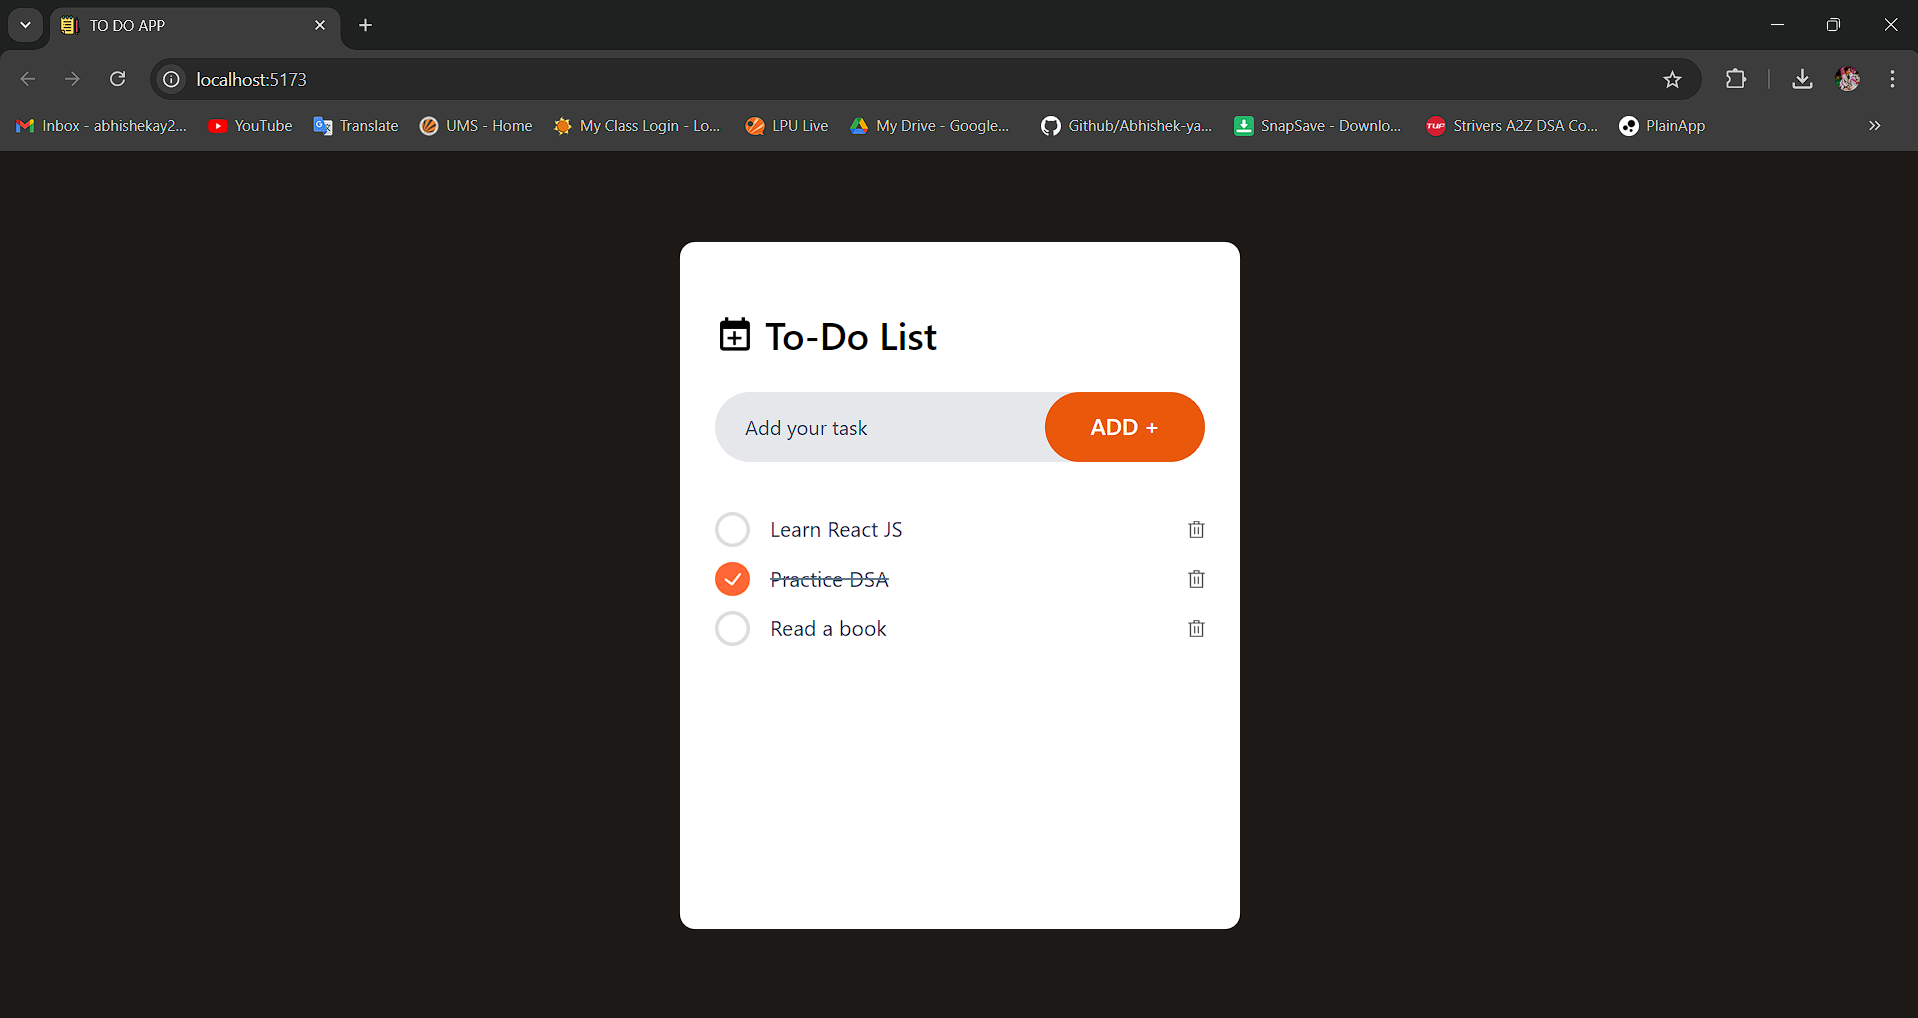 TO DO APP
localhost:5173
Inbox - abhishekay2... YouTube Translate UMS - Home My Class Login - Lo... LPU Live My Drive - Google... Github/Abhishek-ya... SnapSave - Downlo... TUF Strivers A2Z DSA Co... PlainApp
To-Do List
Add your task ADD +
Learn React JS
Practice DSA
Read a book